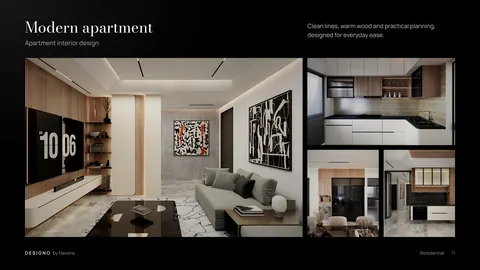 Modern apartment
Apartment interior design
Clean lines, warm wood and practical planning,
designed for everyday ease.
10 06
DESIGNO by Navana
Residential 11